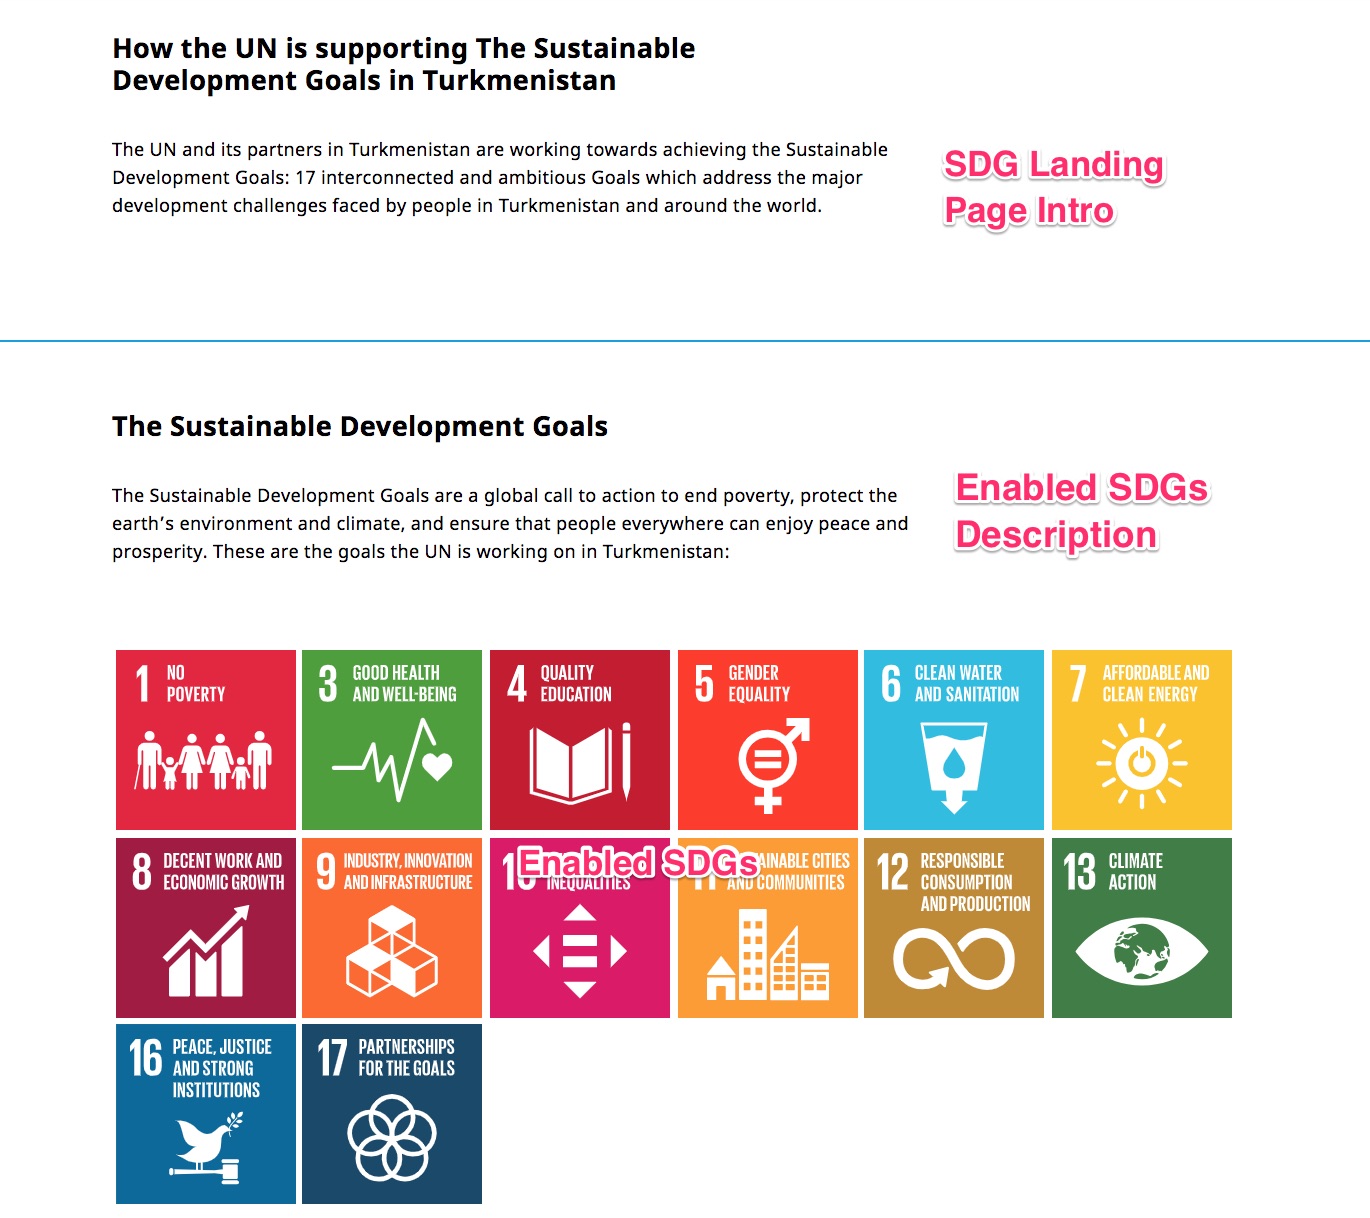 How the UN is supporting The Sustainable
Development Goals in Turkmenistan
The UN and its partners in Turkmenistan are working towards achieving the Sustainable
Development Goals: 17 interconnected and ambitious Goals which address the major
development challenges faced by people in Turkmenistan and around the world.
SDG Landing
Page Intro
The Sustainable Development Goals
The Sustainable Development Goals are a global call to action to end poverty, protect the
earth’s environment and climate, and ensure that people everywhere can enjoy peace and
prosperity. These are the goals the UN is working on in Turkmenistan:
Enabled SDGs
Description
1 NO
POVERTY
3 GOOD HEALTH
AND WELL-BEING
4 QUALITY
EDUCATION
5 GENDER
EQUALITY
6 CLEAN WATER
AND SANITATION
7 AFFORDABLE AND
CLEAN ENERGY
8 DECENT WORK AND
ECONOMIC GROWTH
9 INDUSTRY, INNOVATION
AND INFRASTRUCTURE
Enabled SDGs
10
INEQUALITIES
11 CITIES
AND COMMUNITIES
12 RESPONSIBLE
CONSUMPTION
AND PRODUCTION
13 CLIMATE
ACTION
16 PEACE, JUSTICE
AND STRONG
INSTITUTIONS
17 PARTNERSHIPS
FOR THE GOALS